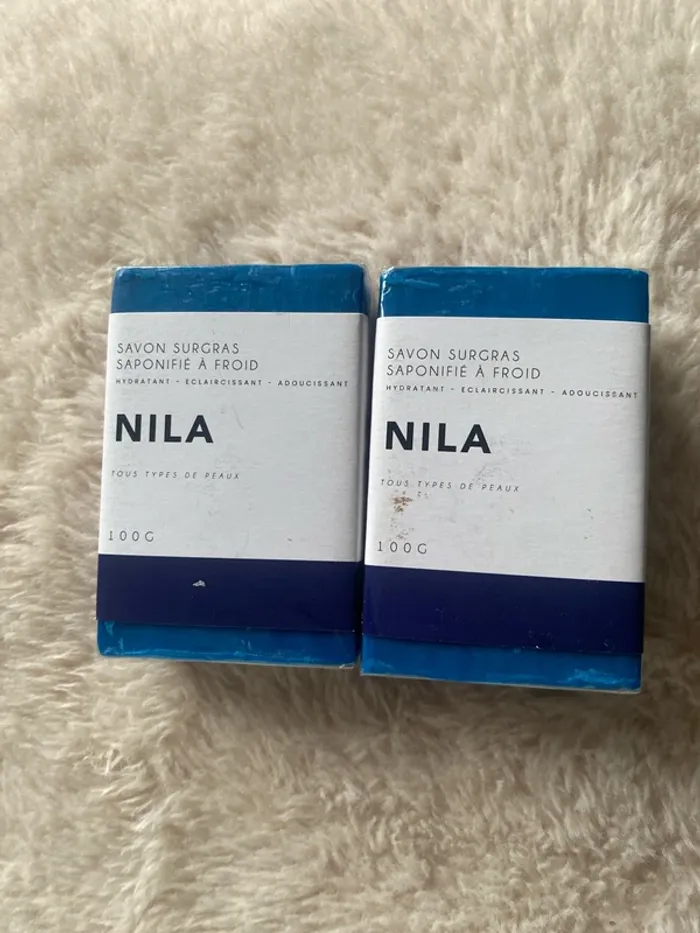 SAVON SURGRAS
SAPONIFIÉ À FROID
HYDRATANT - ECLAIRCISSANT - ADOUCISSANT
NILA
TOUS TYPES DE PEAUX
100G
SAVON SURGRAS
SAPONIFIÉ À FROID
HYDRATANT - ECLAIRCISSANT - ADOUCISSANT
NILA
TOUS TYPES DE PEAUX
100G